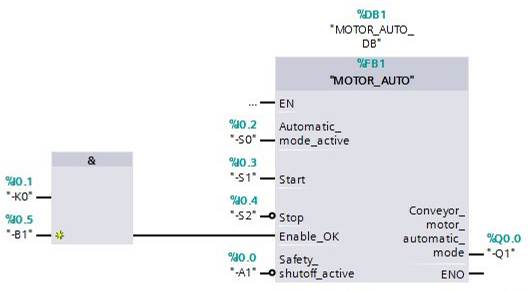 %DB1
"MOTOR_AUTO_
DB"
%FB1
"MOTOR_AUTO"
... EN
%I0.2
"-S0"
Automatic_
mode_active
%I0.3
"-S1"
Start
%I0.4
"-S2"
Stop
&
%I0.1
"-K0"
%I0.5
"-B1"
Enable_OK
%I0.0
"-A1"
Safety_
shutoff_active
Conveyor_
motor_
automatic_
mode
%Q0.0
"-Q1"
ENO